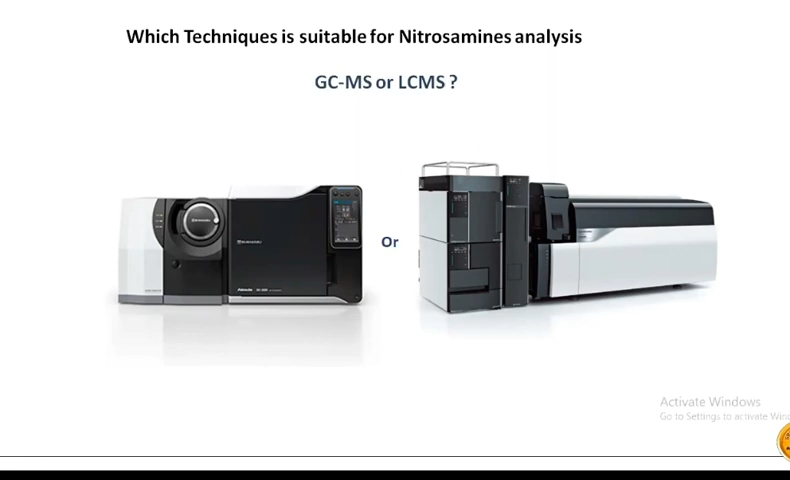 Which Techniques is suitable for Nitrosamines analysis
GC-MS or LCMS ?
Or
Activate Windows
Go to Settings to activate